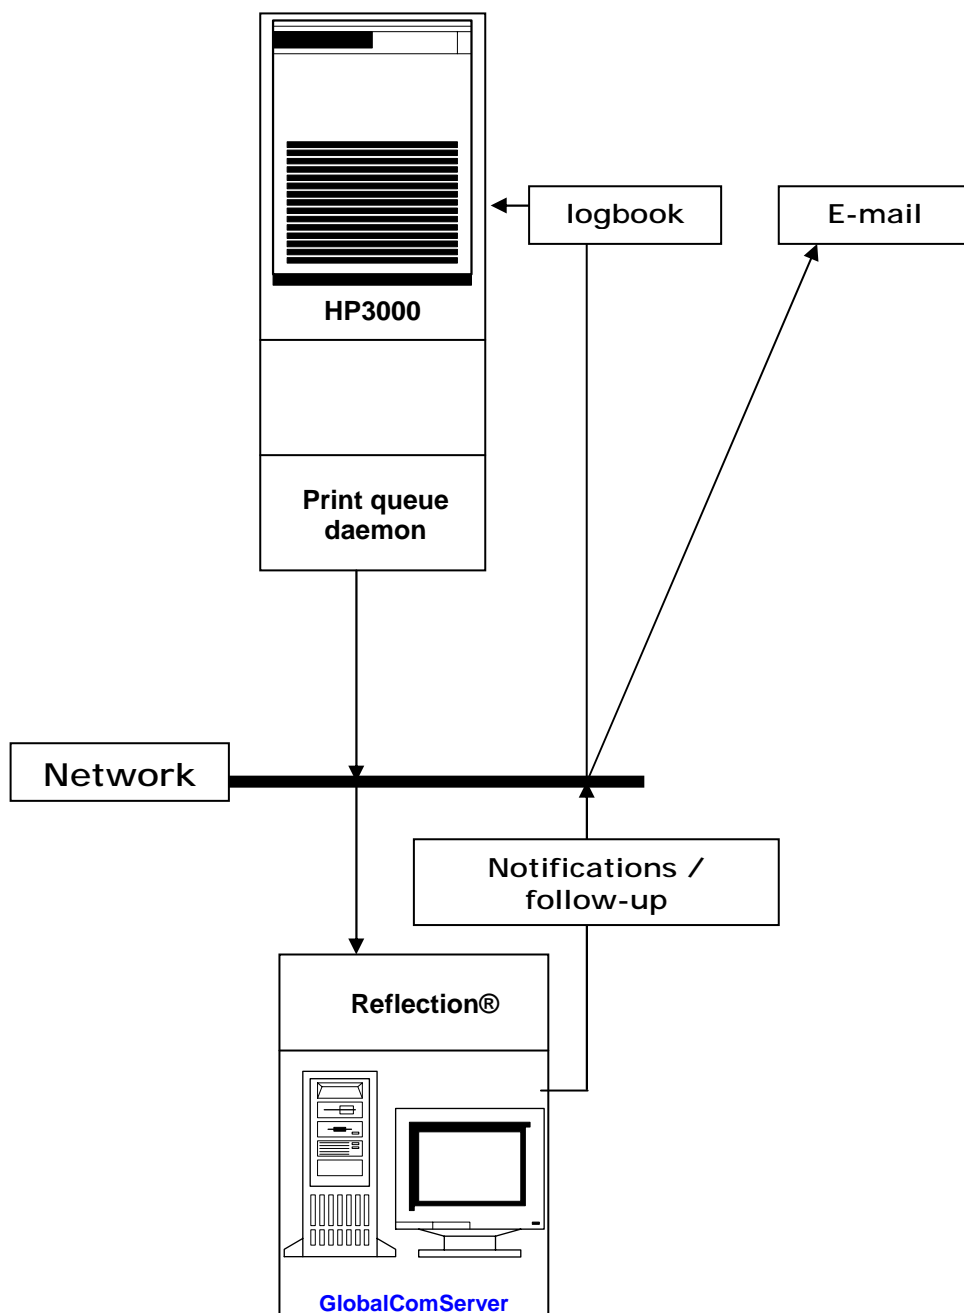 logbook
E-mail
HP3000
Print queue
daemon
Network
Notifications /
follow-up
Reflection®
GlobalComServer